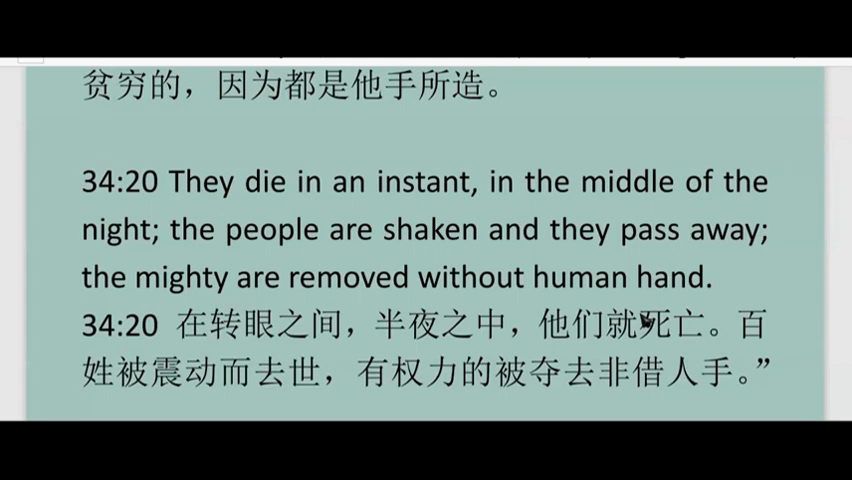 贫穷的，因为都是他手所造。
34:20 They die in an instant, in the middle of the
night; the people are shaken and they pass away;
the mighty are removed without human hand.
34:20 在转眼之间，半夜之中，他们就死亡。百
姓被震动而去世，有权力的被夺去非借人手。”